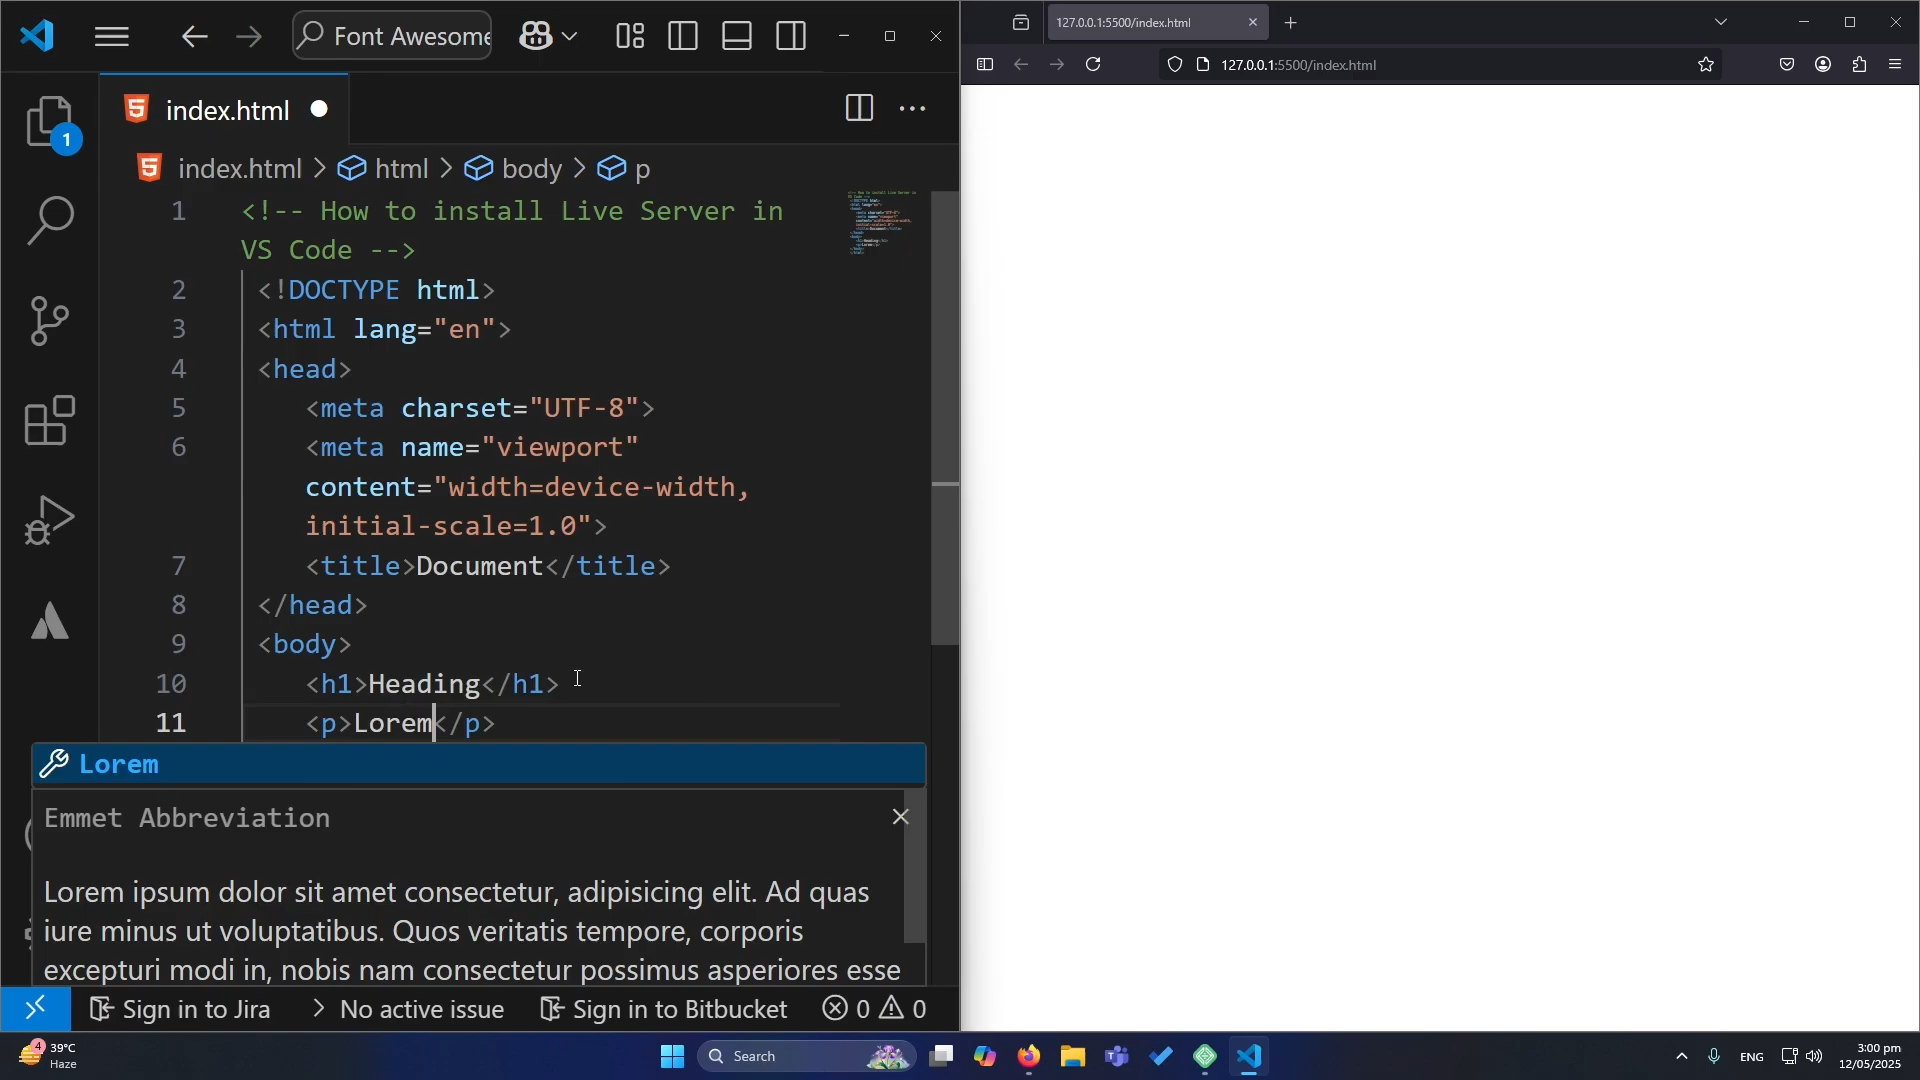 Font Awesome
127.0.0.1:5500/index.html
index.html
127.0.0.1:5500/index.html
1
index.html > html > body > p
1 <!-- How to install Live Server in
VS Code -->
2 <!DOCTYPE html>
3 <html lang="en">
4 <head>
5 <meta charset="UTF-8">
6 <meta name="viewport"
content="width=device-width,
initial-scale=1.0">
7 <title>Document</title>
8 </head>
9 <body>
10 <h1>Heading</h1>
11 <p>Lorem</p>
Lorem
Emmet Abbreviation
Lorem ipsum dolor sit amet consectetur, adipisicing elit. Ad quas
iure minus ut voluptatibus. Quos veritatis tempore, corporis
excepturi modi in, nobis nam consectetur possimus asperiores esse
Sign in to Jira > No active issue Sign in to Bitbucket 0 0
4
39°C
Haze
Search
ENG
3:00 pm
12/05/2025